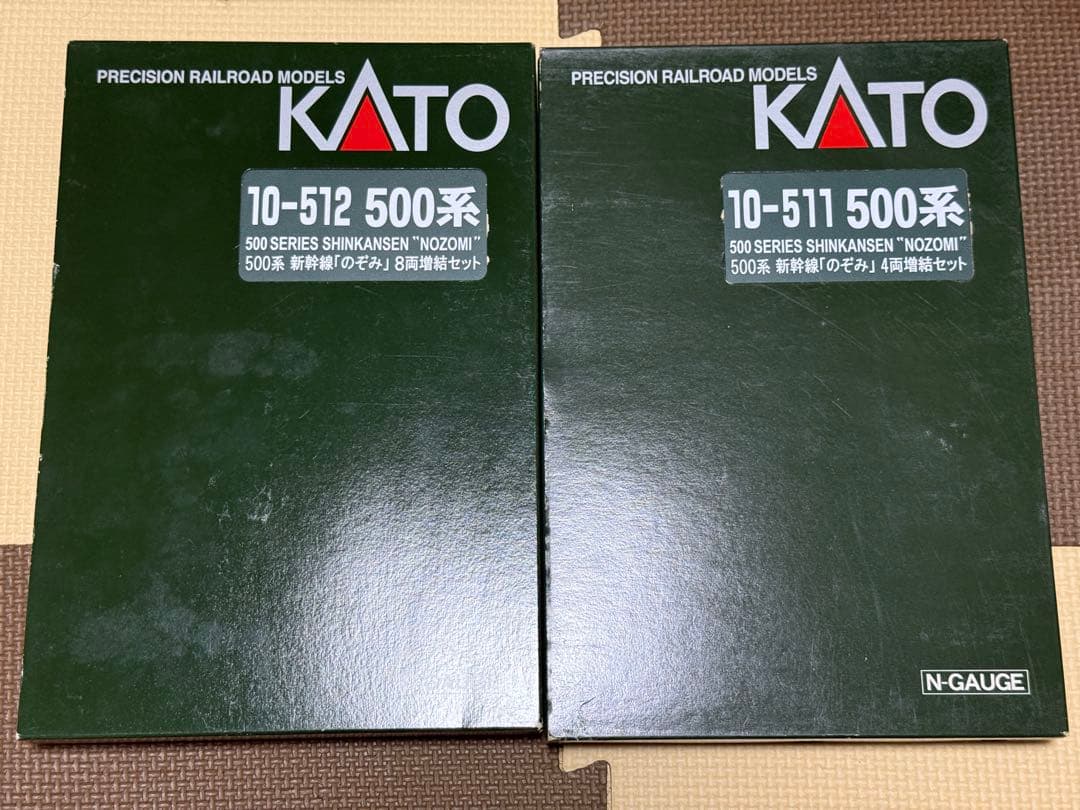 PRECISION RAILROAD MODELS
KATO
10-512 500系
500 SERIES SHINKANSEN "NOZOMI"
500系 新幹線「のぞみ」 8両増結セット
PRECISION RAILROAD MODELS
KATO
10-511 500系
500 SERIES SHINKANSEN "NOZOMI"
500系 新幹線「のぞみ」 4両増結セット
N-GAUGE